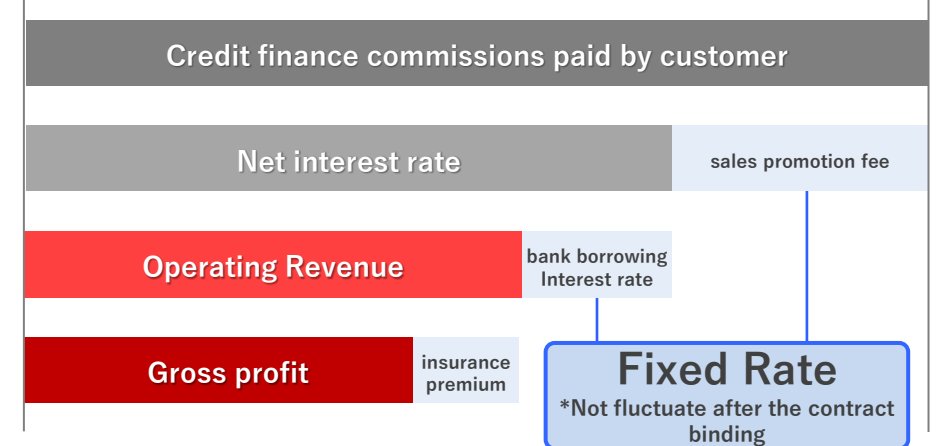 Credit finance commissions paid by customer
Net interest rate
sales promotion fee
Operating Revenue
bank borrowing
Interest rate
Gross profit
insurance
premium
Fixed Rate
*Not fluctuate after the contract
binding